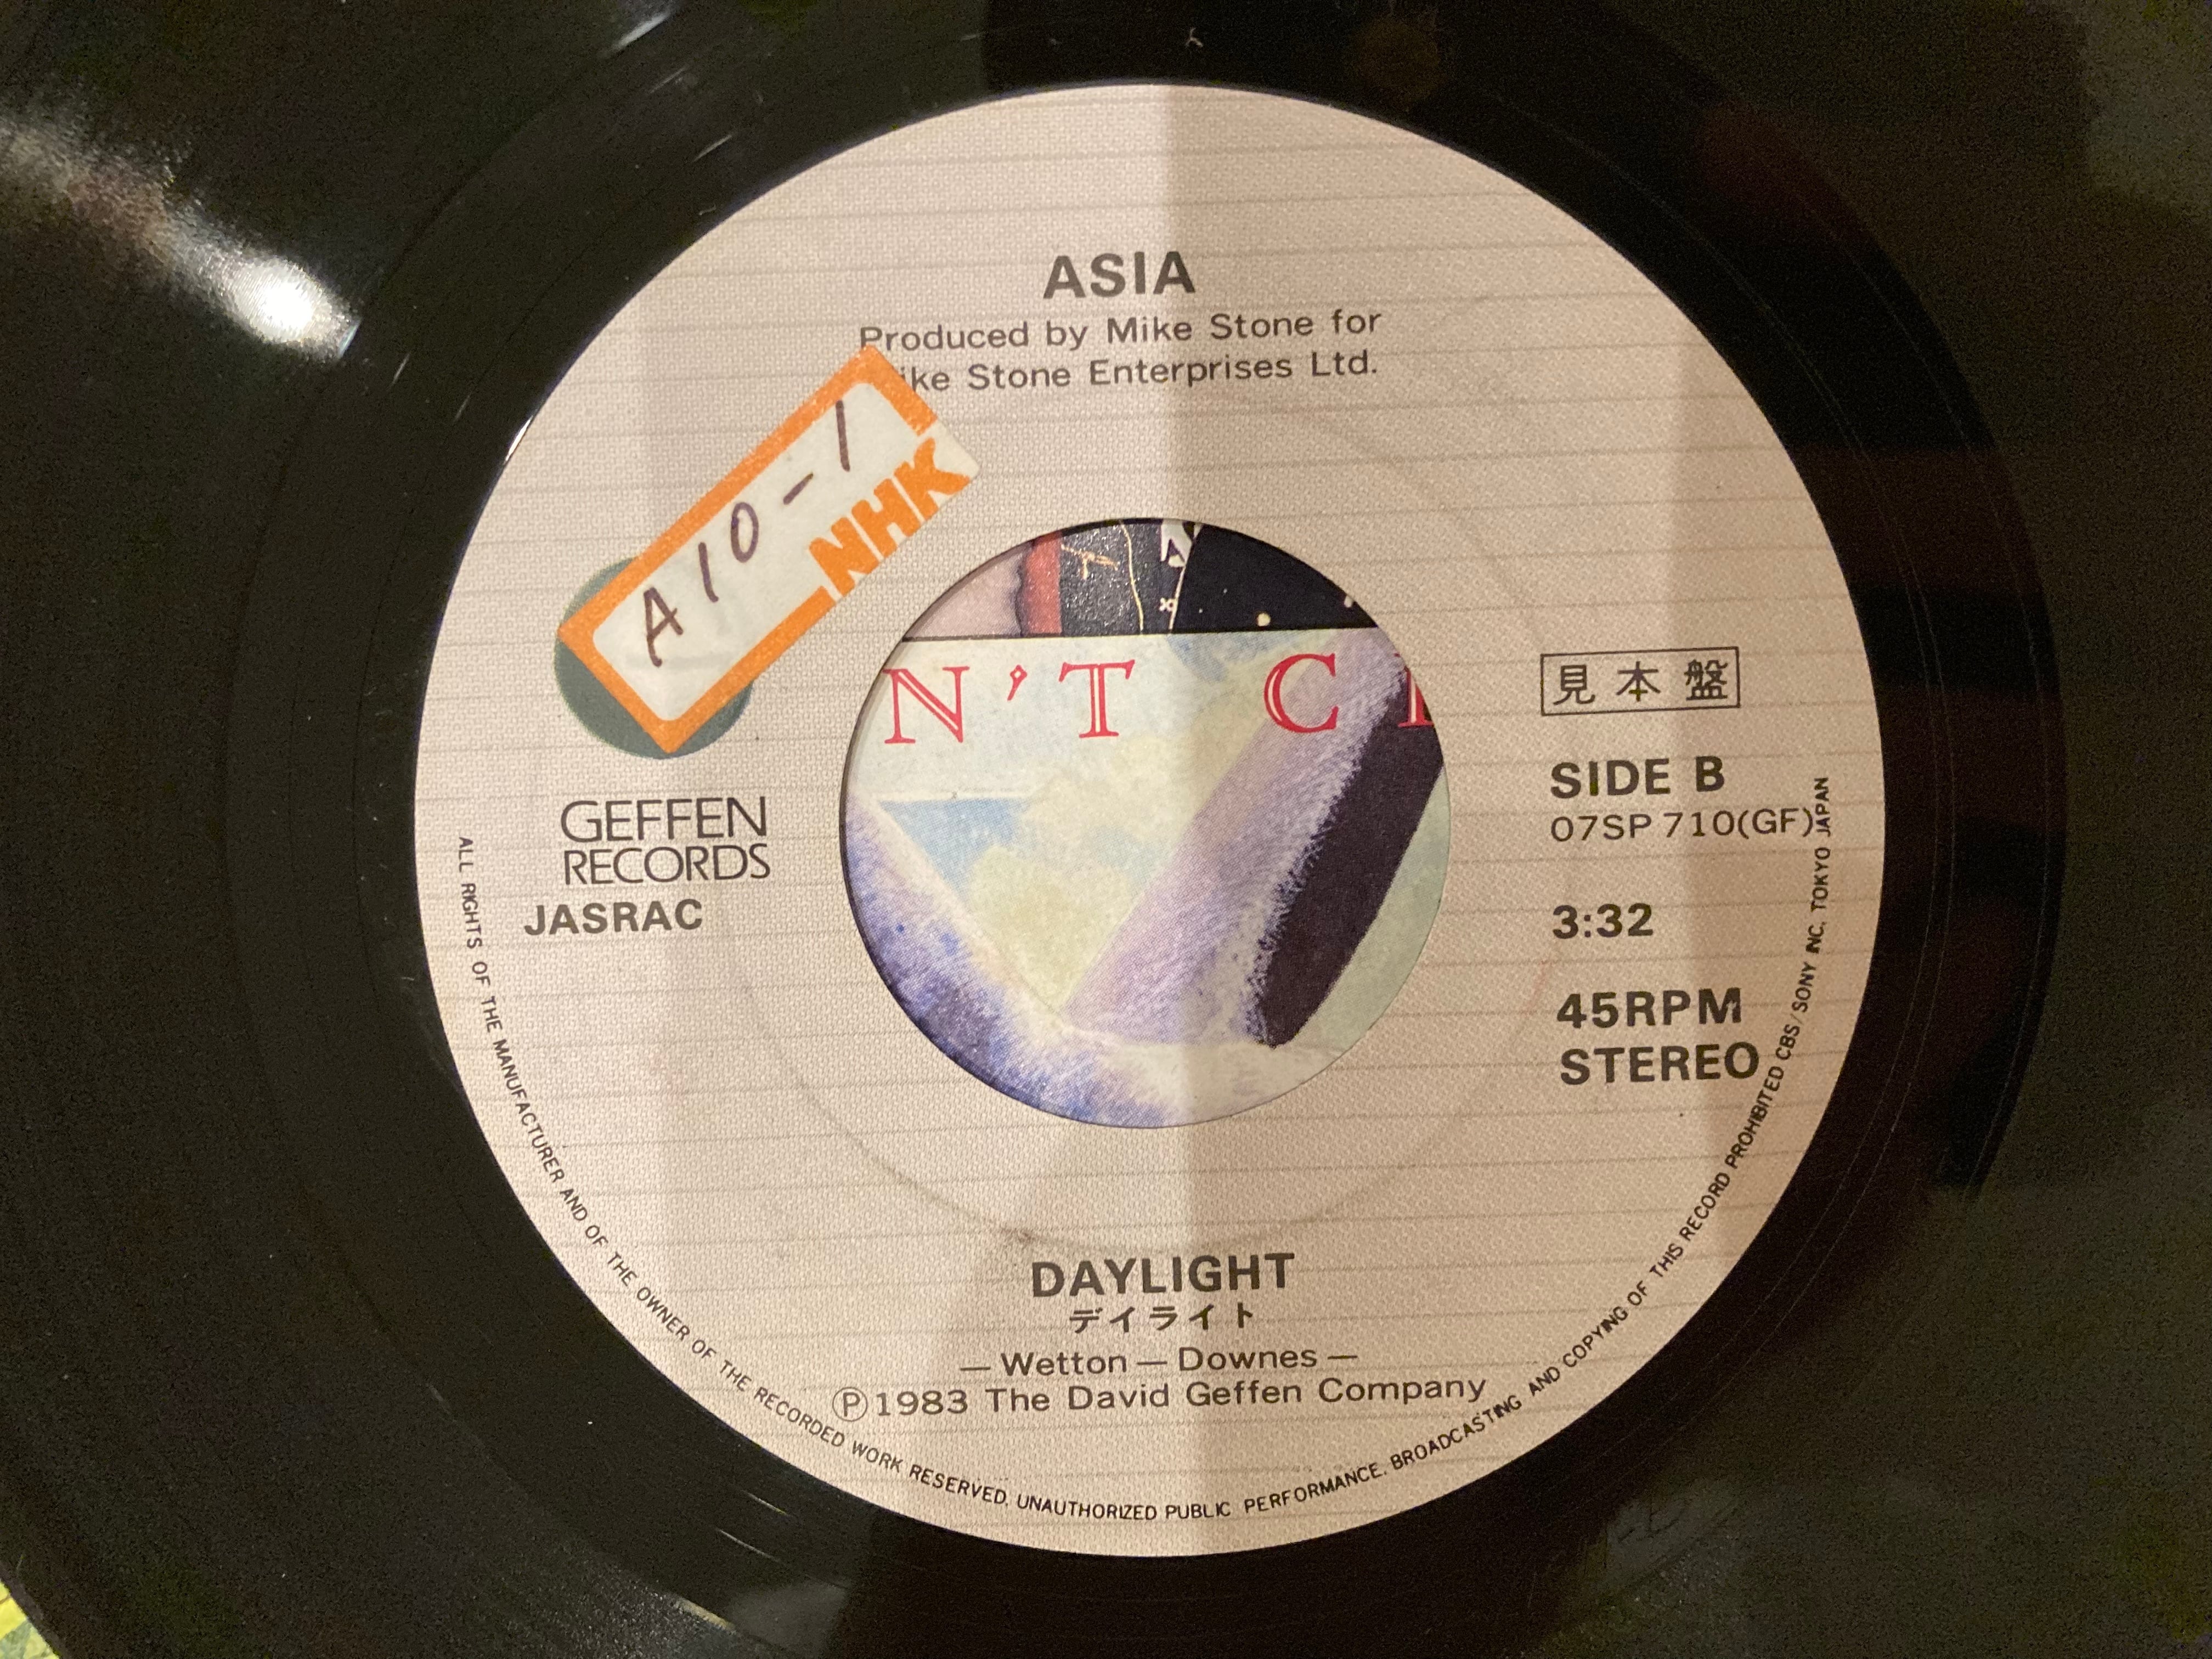 ASIA
Produced by Mike Stone for
ike Stone Enterprises Ltd.
A10-1
NHK
N'T C
GEFFEN
RECORDS
JASRAC
見本盤
SIDE B
07SP 710(GF)
3:32
45RPM
STEREO
DAYLIGHT
デイライト
— Wetton — Downes —
Ⓟ1983 The David Geffen Company
ALL RIGHTS OF THE MANUFACTURER AND OF THE OWNER OF THE RECORDED WORK RESERVED. UNAUTHORIZED PUBLIC PERFORMANCE. BROADCASTING AND COPYING OF THIS RECORD PROHIBITED CBS/SONY INC. TOKYO JAPAN